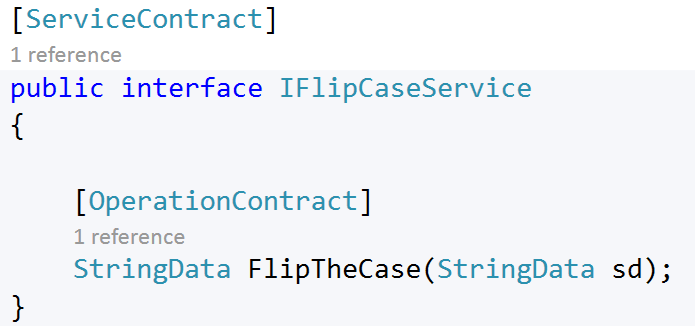 [ServiceContract]
1 reference
public interface IFlipCaseService
{
[OperationContract]
1 reference
StringData FlipTheCase(StringData sd);
}